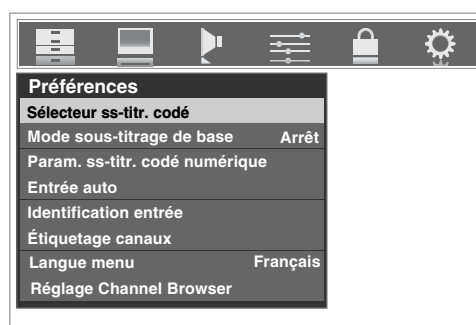 Préférences
Sélecteur ss-titr. codé
Mode sous-titrage de base Arrêt
Param. ss-titr. codé numérique
Entrée auto
Identification entrée
Étiquetage canaux
Langue menu Français
Réglage Channel Browser